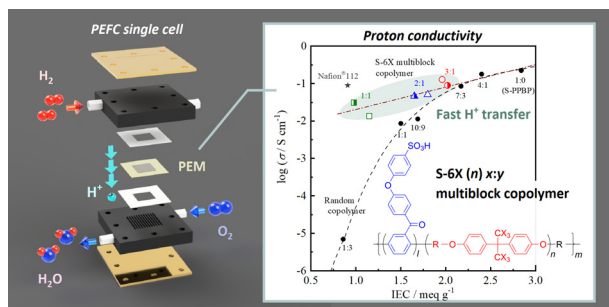 PEFC single cell
H2
PEM
H+
O2
H2O
Proton conductivity
log (σ / S cm−1)
0
-1
-2
-3
-4
-5
-6
0.5
1.0
1.5
2.0
2.5
3.0
IEC / meq g−1
S-6X multiblock
copolymer
Nafion®112
1:1
2:1
3:1
7:3
4:1
1:0
(S-PPBP)
Fast H+ transfer
1:1
10:9
SO3H
S-6X (n) x:y
multiblock copolymer
Random
copolymer
1:3
O
O
l
R
O
CX3
CX3
O
R
n
m